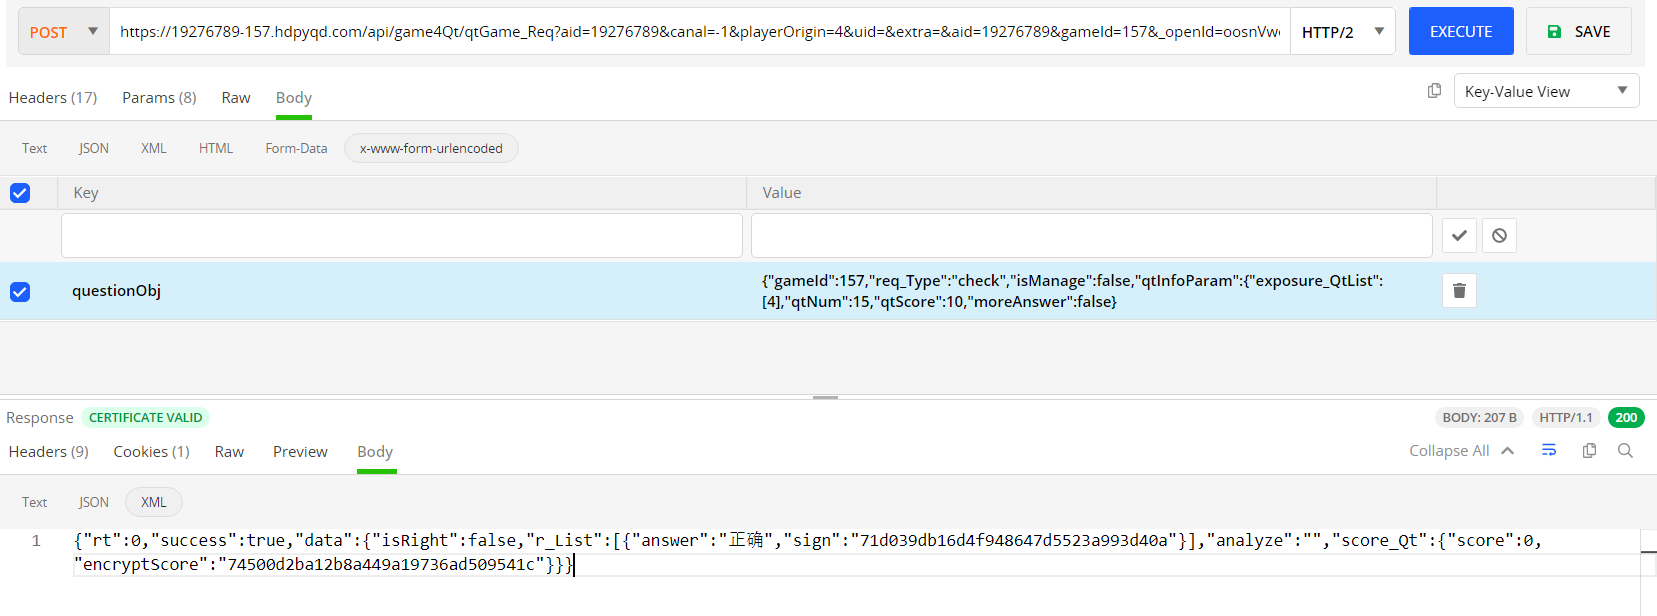 POST https://19276789-157.hdpyqd.com/api/game4Qt/qtGame_Req?aid=19276789&canal=-1&playerOrigin=4&uid=&extra=&aid=19276789&gameId=157&_openId=oosnVw HTTP/2 EXECUTE SAVE
Headers (17) Params (8) Raw Body Key-Value View
Text JSON XML HTML Form-Data x-www-form-urlencoded
Key Value
questionObj
{"gameId":157,"req_Type":"check","isManage":false,"qtInfoParam":{"exposure_QtList":
[4],"qtNum":15,"qtScore":10,"moreAnswer":false}
Response CERTIFICATE VALID BODY: 207 B HTTP/1.1 200
Headers (9) Cookies (1) Raw Preview Body Collapse All
Text JSON XML
1 {"rt":0,"success":true,"data":{"isRight":false,"r_List":[{"answer":"正确","sign":"71d039db16d4f948647d5523a993d40a"}],"analyze":"","score_Qt":{"score":0,
"encryptScore":"74500d2ba12b8a449a19736ad509541c"}}}